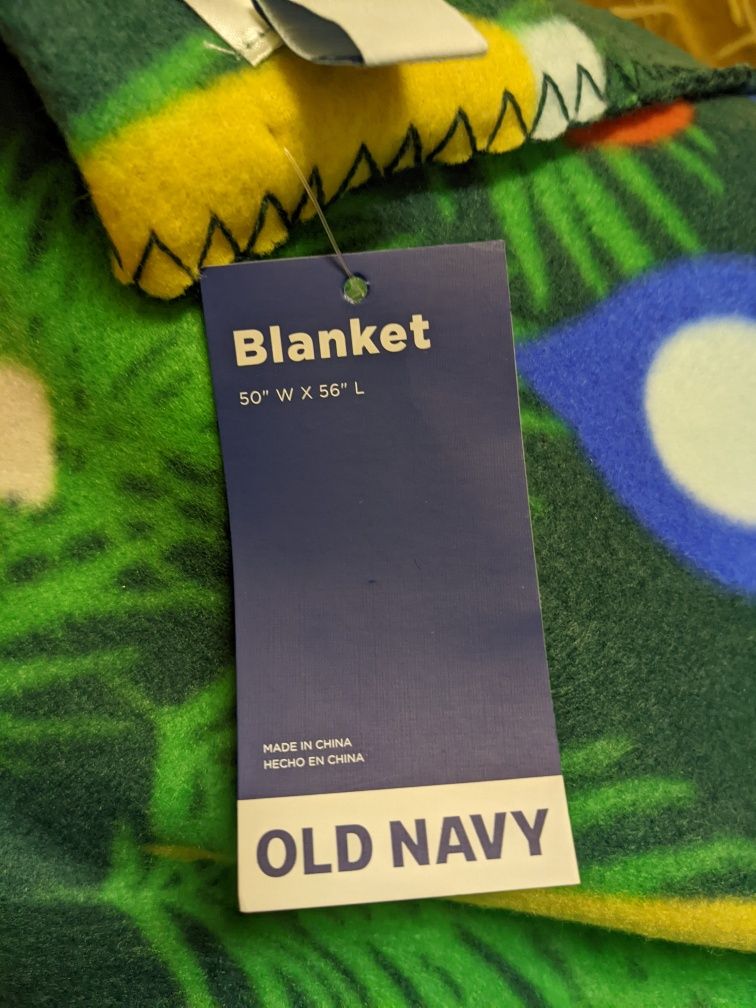 Blanket
50" W X 56" L
MADE IN CHINA
HECHO EN CHINA
OLD NAVY